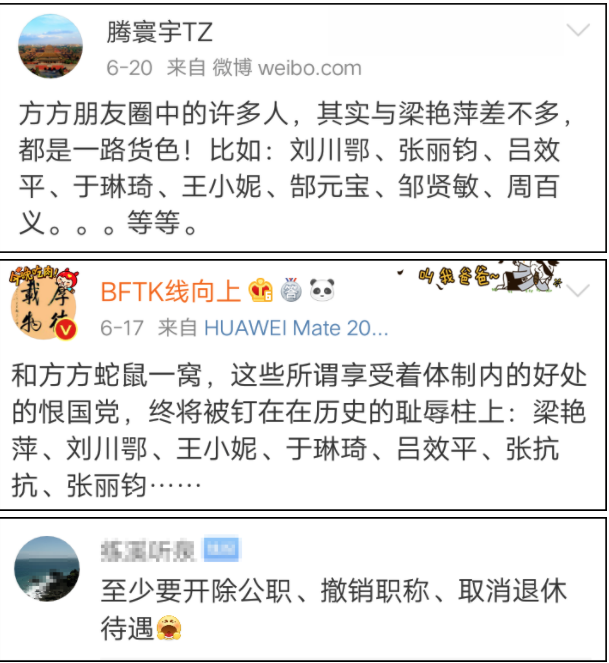 腾寰宇TZ
6-20 来自 微博 weibo.com
方方朋友圈中的许多人，其实与梁艳萍差不多，
都是一路货色！比如：刘川鄂、张丽钧、吕效
平、于琳琦、王小妮、郜元宝、邹贤敏、周百
义。。。等等。
厚德
载物
叫我爸爸~
BFTK线向上
6-17 来自 HUAWEI Mate 20...
和方方蛇鼠一窝，这些所谓享受着体制内的好处
的恨国党，终将被钉在在历史的耻辱柱上：梁艳
萍、刘川鄂、王小妮、于琳琦、吕效平、张抗
抗、张丽钧……
至少要开除公职、撤销职称、取消退休
待遇